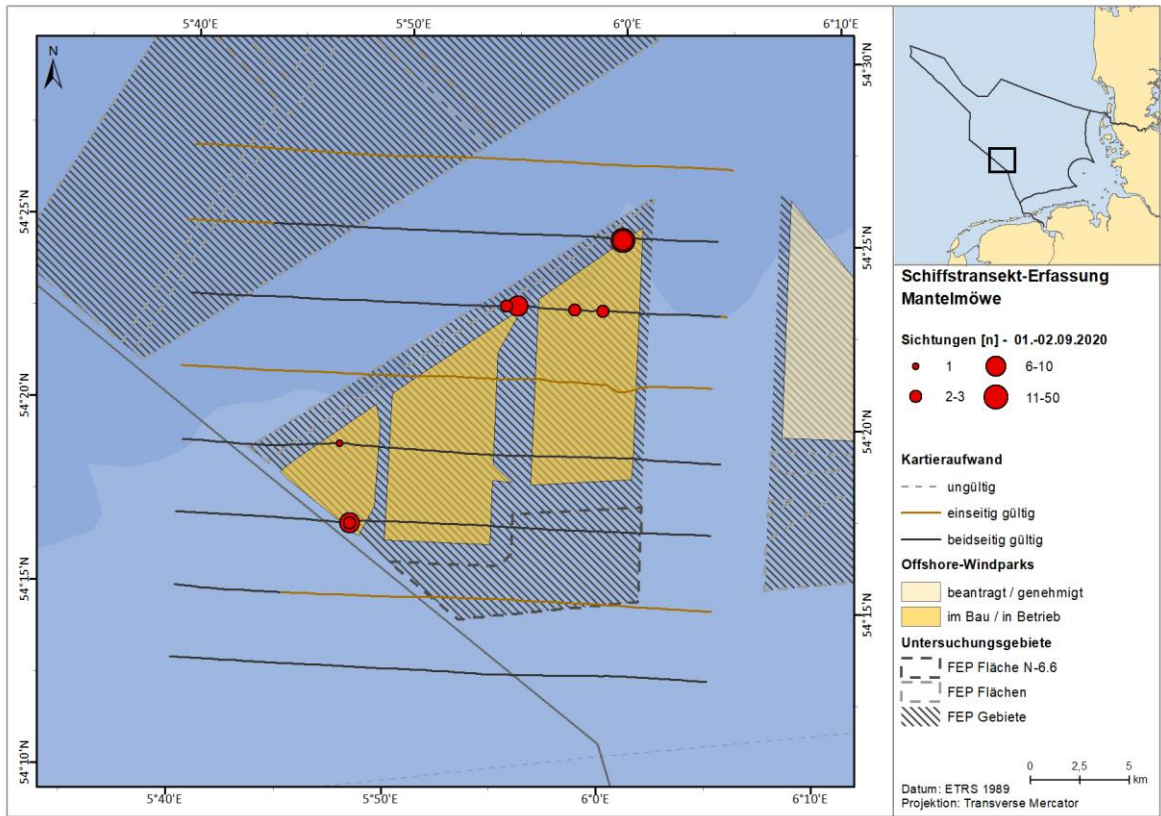 5°40'E 5°50'E 6°0'E 6°10'E
N
54°30'N
54°25'N
54°25'N
54°20'N
54°20'N
54°15'N
54°15'N
54°10'N
5°40'E 5°50'E 6°0'E 6°10'E
Schiffstransekt-Erfassung
Mantelmöwe
Sichtungen [n] - 01.-02.09.2020
1 6-10
2-3 11-50
Kartieraufwand
ungültig
einseitig gültig
beidseitig gültig
Offshore-Windparks
beantragt / genehmigt
im Bau / in Betrieb
Untersuchungsgebiete
FEP Fläche N-6.6
FEP Flächen
FEP Gebiete
0 2,5 5
km
Datum: ETRS 1989
Projektion: Transverse Mercator